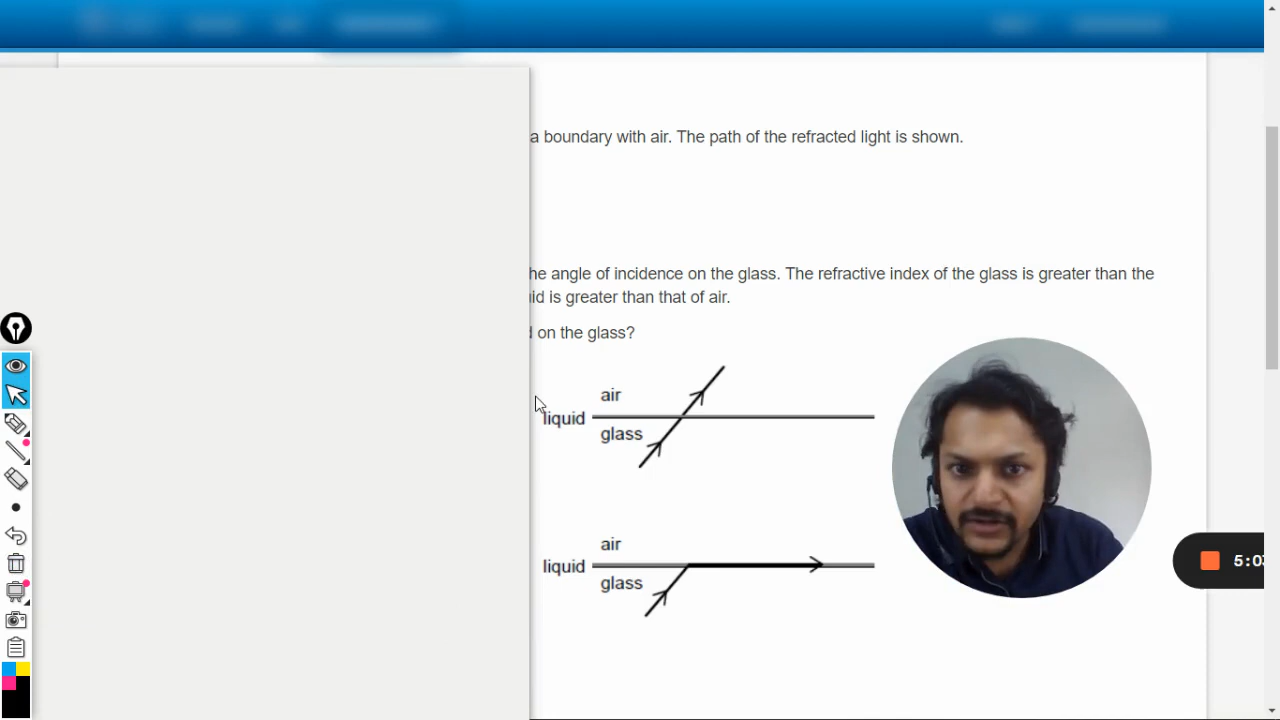 a boundary with air. The path of the refracted light is shown.
he angle of incidence on the glass. The refractive index of the glass is greater than the
id is greater than that of air.
on the glass?
air
liquid
glass
air
liquid
glass
5:0